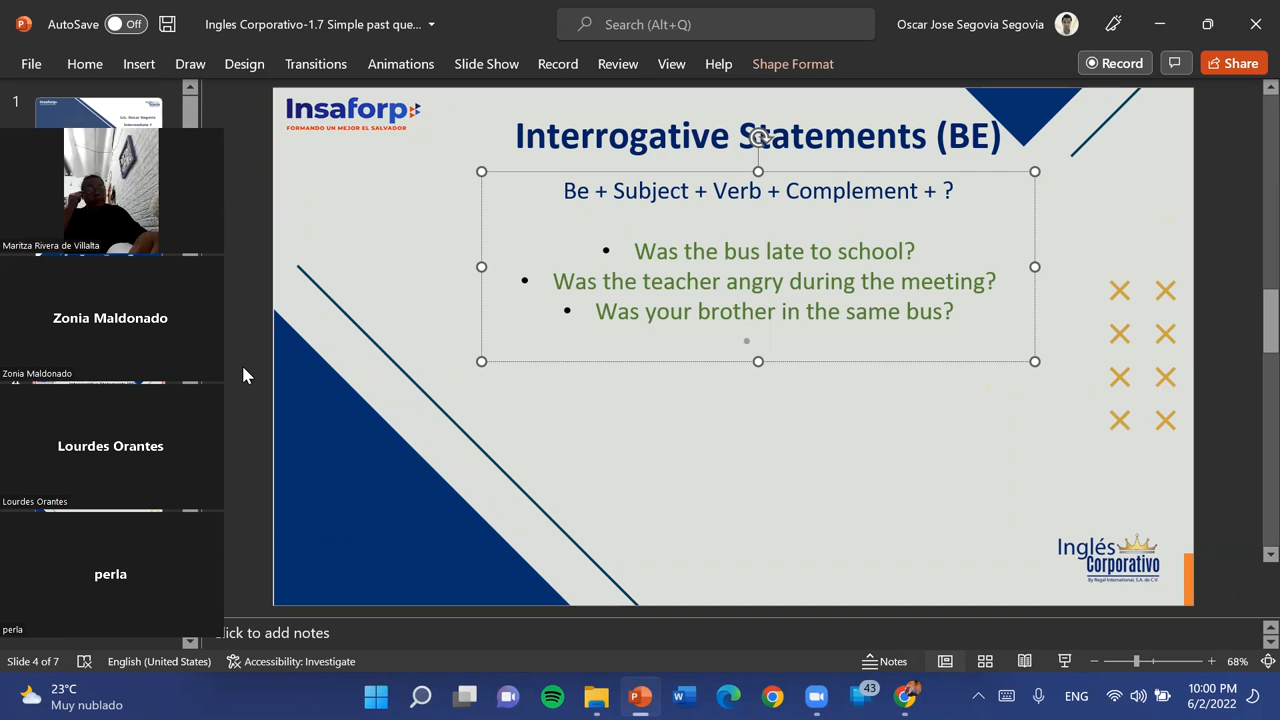 AutoSave Off Ingles Corporativo-1.7 Simple past que... Search (Alt+Q) Oscar Jose Segovia Segovia
File Home Insert Draw Design Transitions Animations Slide Show Record Review View Help Shape Format Record Share
1
Insaforp
FORMANDO UN MEJOR EL SALVADOR
Interrogative Statements (BE)
Be + Subject + Verb + Complement + ?
• Was the bus late to school?
• Was the teacher angry during the meeting?
• Was your brother in the same bus?
Maritza Rivera de Villalta
Zonia Maldonado
Zonia Maldonado
Lourdes Orantes
Lourdes Orantes
perla
perla
Inglés
Corporativo
By Regal International, S.A. de C.V.
lick to add notes
Slide 4 of 7 English (United States) Accessibility: Investigate Notes 68%
23°C
Muy nublado
43
ENG
10:00 PM
6/2/2022